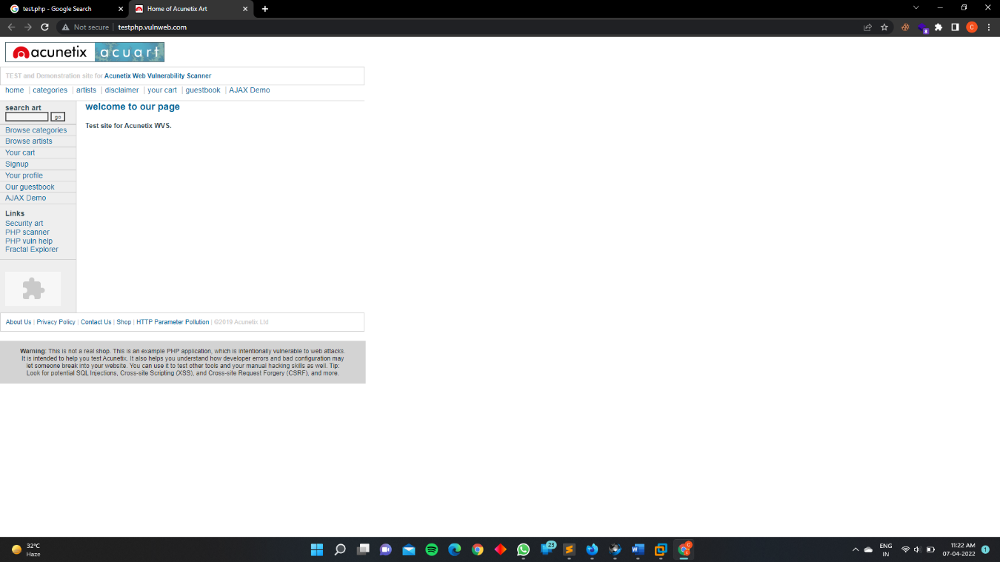 test.php - Google Search
Home of Acunetix Art
Not secure | testphp.vulnweb.com
8
C
acunetix acuart
TEST and Demonstration site for Acunetix Web Vulnerability Scanner
home | categories | artists | disclaimer | your cart | guestbook | AJAX Demo
search art
go
Browse categories
Browse artists
Your cart
Signup
Your profile
Our guestbook
AJAX Demo
Links
Security art
PHP scanner
PHP vuln help
Fractal Explorer
welcome to our page
Test site for Acunetix WVS.
About Us | Privacy Policy | Contact Us | Shop | HTTP Parameter Pollution | ©2019 Acunetix Ltd
Warning: This is not a real shop. This is an example PHP application, which is intentionally vulnerable to web attacks.
It is intended to help you test Acunetix. It also helps you understand how developer errors and bad configuration may
let someone break into your website. You can use it to test other tools and your manual hacking skills as well. Tip:
Look for potential SQL Injections, Cross-site Scripting (XSS), and Cross-site Request Forgery (CSRF), and more.
32°C
Haze
23
ENG
IN
11:22 AM
07-04-2022
1